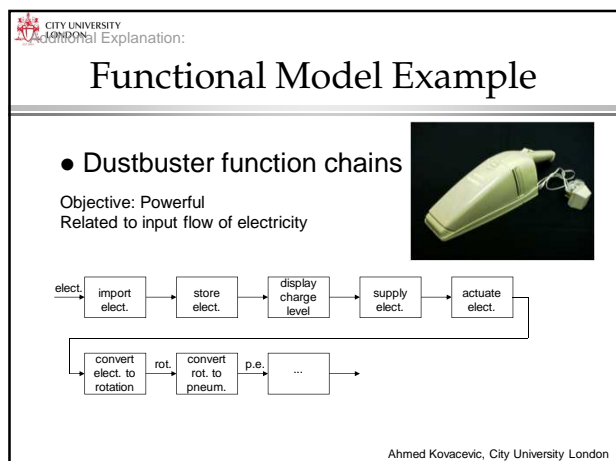 CITY UNIVERSITY
LONDON
Additional Explanation:
Functional Model Example
● Dustbuster function chains
Objective: Powerful
Related to input flow of electricity
elect.
import
elect.
store
elect.
display
charge
level
supply
elect.
actuate
elect.
convert
elect. to
rotation
rot.
convert
rot. to
pneum.
p.e.
...
Ahmed Kovacevic, City University London